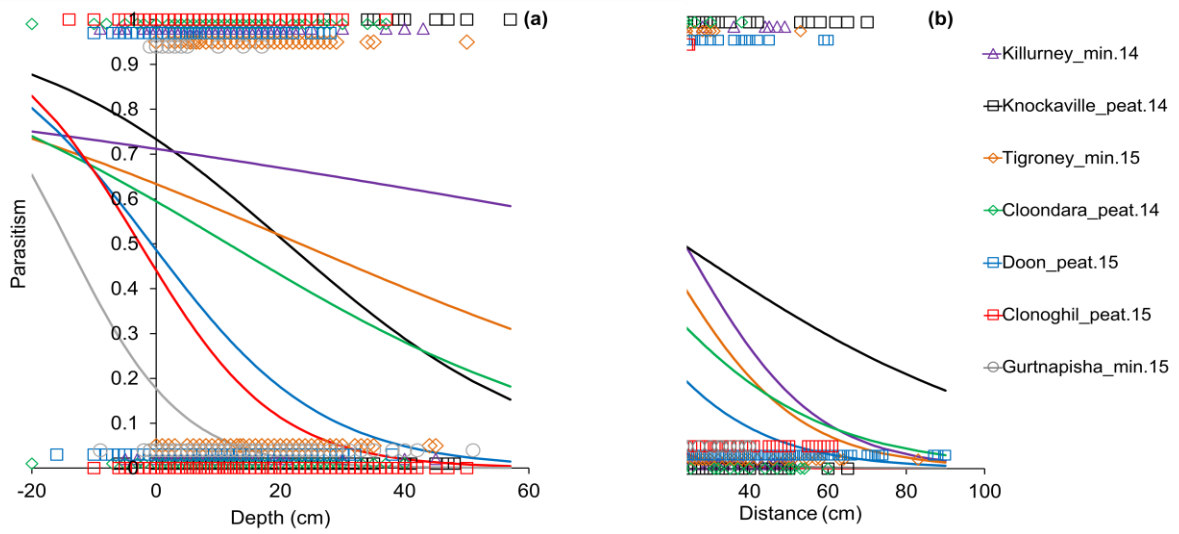 1
(a)
0.9
0.8
0.7
0.6
0.5
0.4
0.3
0.2
0.1
0
Parasitism
-20
0
20
40
60
Depth (cm)
(b)
40
60
80
100
Distance (cm)
Killurney_min.14
Knockaville_peat.14
Tigroney_min.15
Cloondara_peat.14
Doon_peat.15
Clonoghil_peat.15
Gurtnapisha_min.15